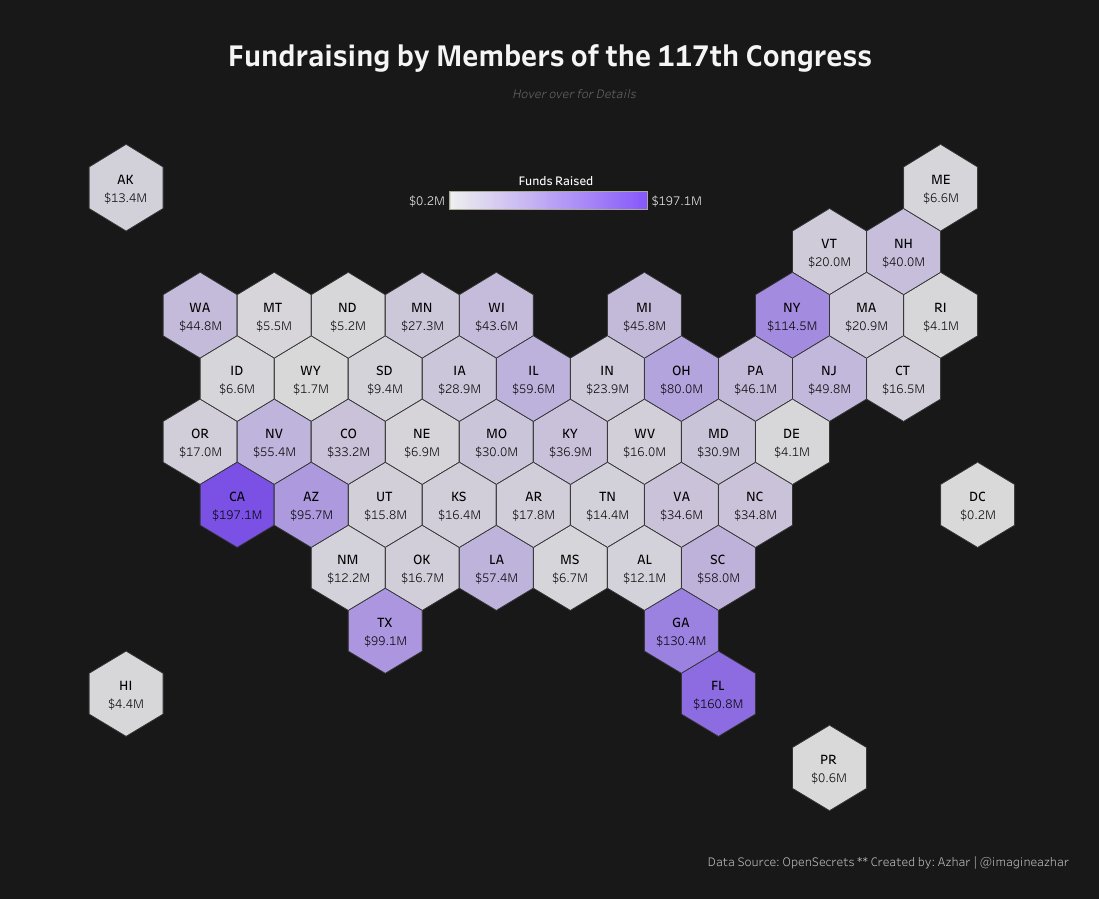 Fundraising by Members of the 117th Congress
Hover over for Details
Funds Raised
$0.2M $197.1M
AK
$13.4M
ME
$6.6M
VT
$20.0M
NH
$40.0M
WA
$44.8M
MT
$5.5M
ND
$5.2M
MN
$27.3M
WI
$43.6M
MI
$45.8M
NY
$114.5M
MA
$20.9M
RI
$4.1M
ID
$6.6M
WY
$1.7M
SD
$9.4M
IA
$28.9M
IL
$59.6M
IN
$23.9M
OH
$80.0M
PA
$46.1M
NJ
$49.8M
CT
$16.5M
OR
$17.0M
NV
$55.4M
CO
$33.2M
NE
$6.9M
MO
$30.0M
KY
$36.9M
WV
$16.0M
MD
$30.9M
DE
$4.1M
CA
$197.1M
AZ
$95.7M
UT
$15.8M
KS
$16.4M
AR
$17.8M
TN
$14.4M
VA
$34.6M
NC
$34.8M
DC
$0.2M
NM
$12.2M
OK
$16.7M
LA
$57.4M
MS
$6.7M
AL
$12.1M
SC
$58.0M
TX
$99.1M
GA
$130.4M
HI
$4.4M
FL
$160.8M
PR
$0.6M
Data Source: OpenSecrets ** Created by: Azhar | @imagineazhar